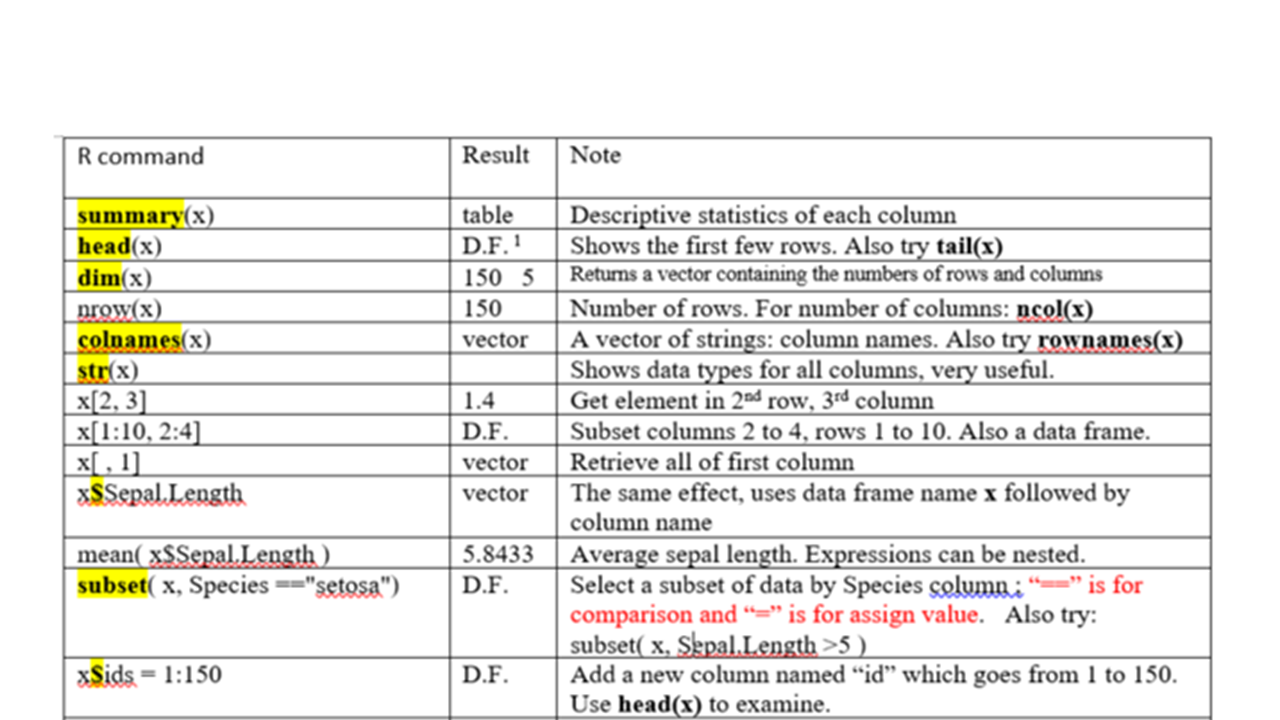 R command Result Note
summary(x) table Descriptive statistics of each column
head(x) D.F. ¹ Shows the first few rows. Also try tail(x)
dim(x) 150 5 Returns a vector containing the numbers of rows and columns
nrow(x) 150 Number of rows. For number of columns: ncol(x)
colnames(x) vector A vector of strings: column names. Also try rownames(x)
str(x) Shows data types for all columns, very useful.
x[2, 3] 1.4 Get element in 2nd row, 3rd column
x[1:10, 2:4] D.F. Subset columns 2 to 4, rows 1 to 10. Also a data frame.
x[ , 1] vector Retrieve all of first column
x$Sepal.Length vector The same effect, uses data frame name x followed by
column name
mean( x$Sepal.Length ) 5.8433 Average sepal length. Expressions can be nested.
subset( x, Species =="setosa") D.F. Select a subset of data by Species column ; “==” is for
comparison and “=” is for assign value. Also try:
subset( x, Sepal.Length >5 )
x$ids = 1:150 D.F. Add a new column named “id” which goes from 1 to 150.
Use head(x) to examine.